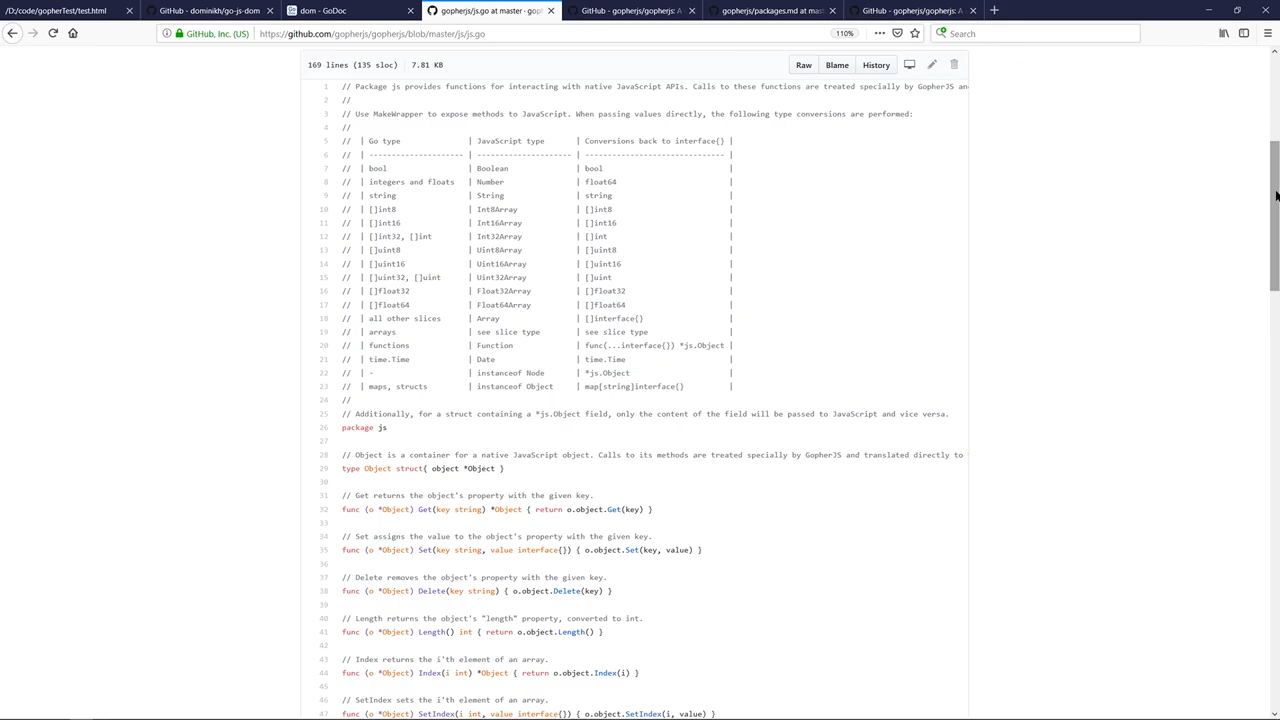 /D:/code/gopherTest/test.html
GitHub - dominikh/go-js-dom
dom - GoDoc
gopherjs/js.go at master · gop
GitHub - gopherjs/gopherjs: A
gopherjs/packages.md at mast
GitHub - gopherjs/gopherjs: A
GitHub, Inc. (US)
https://github.com/gopherjs/gopherjs/blob/master/js/js.go
110%
Search
169 lines (135 sloc) | 7.81 KB
Raw Blame History
1 // Package js provides functions for interacting with native JavaScript APIs. Calls to these functions are treated specially by GopherJS an
2 //
3 // Use MakeWrapper to expose methods to JavaScript. When passing values directly, the following type conversions are performed:
4 //
5 // | Go type | JavaScript type | Conversions back to interface{} |
6 // | --------------------- | --------------------- | ------------------------------- |
7 // | bool | Boolean | bool |
8 // | integers and floats | Number | float64 |
9 // | string | String | string |
10 // | []int8 | Int8Array | []int8 |
11 // | []int16 | Int16Array | []int16 |
12 // | []int32, []int | Int32Array | []int |
13 // | []uint8 | Uint8Array | []uint8 |
14 // | []uint16 | Uint16Array | []uint16 |
15 // | []uint32, []uint | Uint32Array | []uint |
16 // | []float32 | Float32Array | []float32 |
17 // | []float64 | Float64Array | []float64 |
18 // | all other slices | Array | []interface{} |
19 // | arrays | see slice type | see slice type |
20 // | functions | Function | func(...interface{}) *js.Object |
21 // | time.Time | Date | time.Time |
22 // | - | instanceof Node | *js.Object |
23 // | maps, structs | instanceof Object | map[string]interface{} |
24 //
25 // Additionally, for a struct containing a *js.Object field, only the content of the field will be passed to JavaScript and vice versa.
26 package js
27
28 // Object is a container for a native JavaScript object. Calls to its methods are treated specially by GopherJS and translated directly to
29 type Object struct{ object *Object }
30
31 // Get returns the object's property with the given key.
32 func (o *Object) Get(key string) *Object { return o.object.Get(key) }
33
34 // Set assigns the value to the object's property with the given key.
35 func (o *Object) Set(key string, value interface{}) { o.object.Set(key, value) }
36
37 // Delete removes the object's property with the given key.
38 func (o *Object) Delete(key string) { o.object.Delete(key) }
39
40 // Length returns the object's "length" property, converted to int.
41 func (o *Object) Length() int { return o.object.Length() }
42
43 // Index returns the i'th element of an array.
44 func (o *Object) Index(i int) *Object { return o.object.Index(i) }
45
46 // SetIndex sets the i'th element of an array.
47 func (o *Object) SetIndex(i int, value interface{}) { o.object.SetIndex(i, value) }